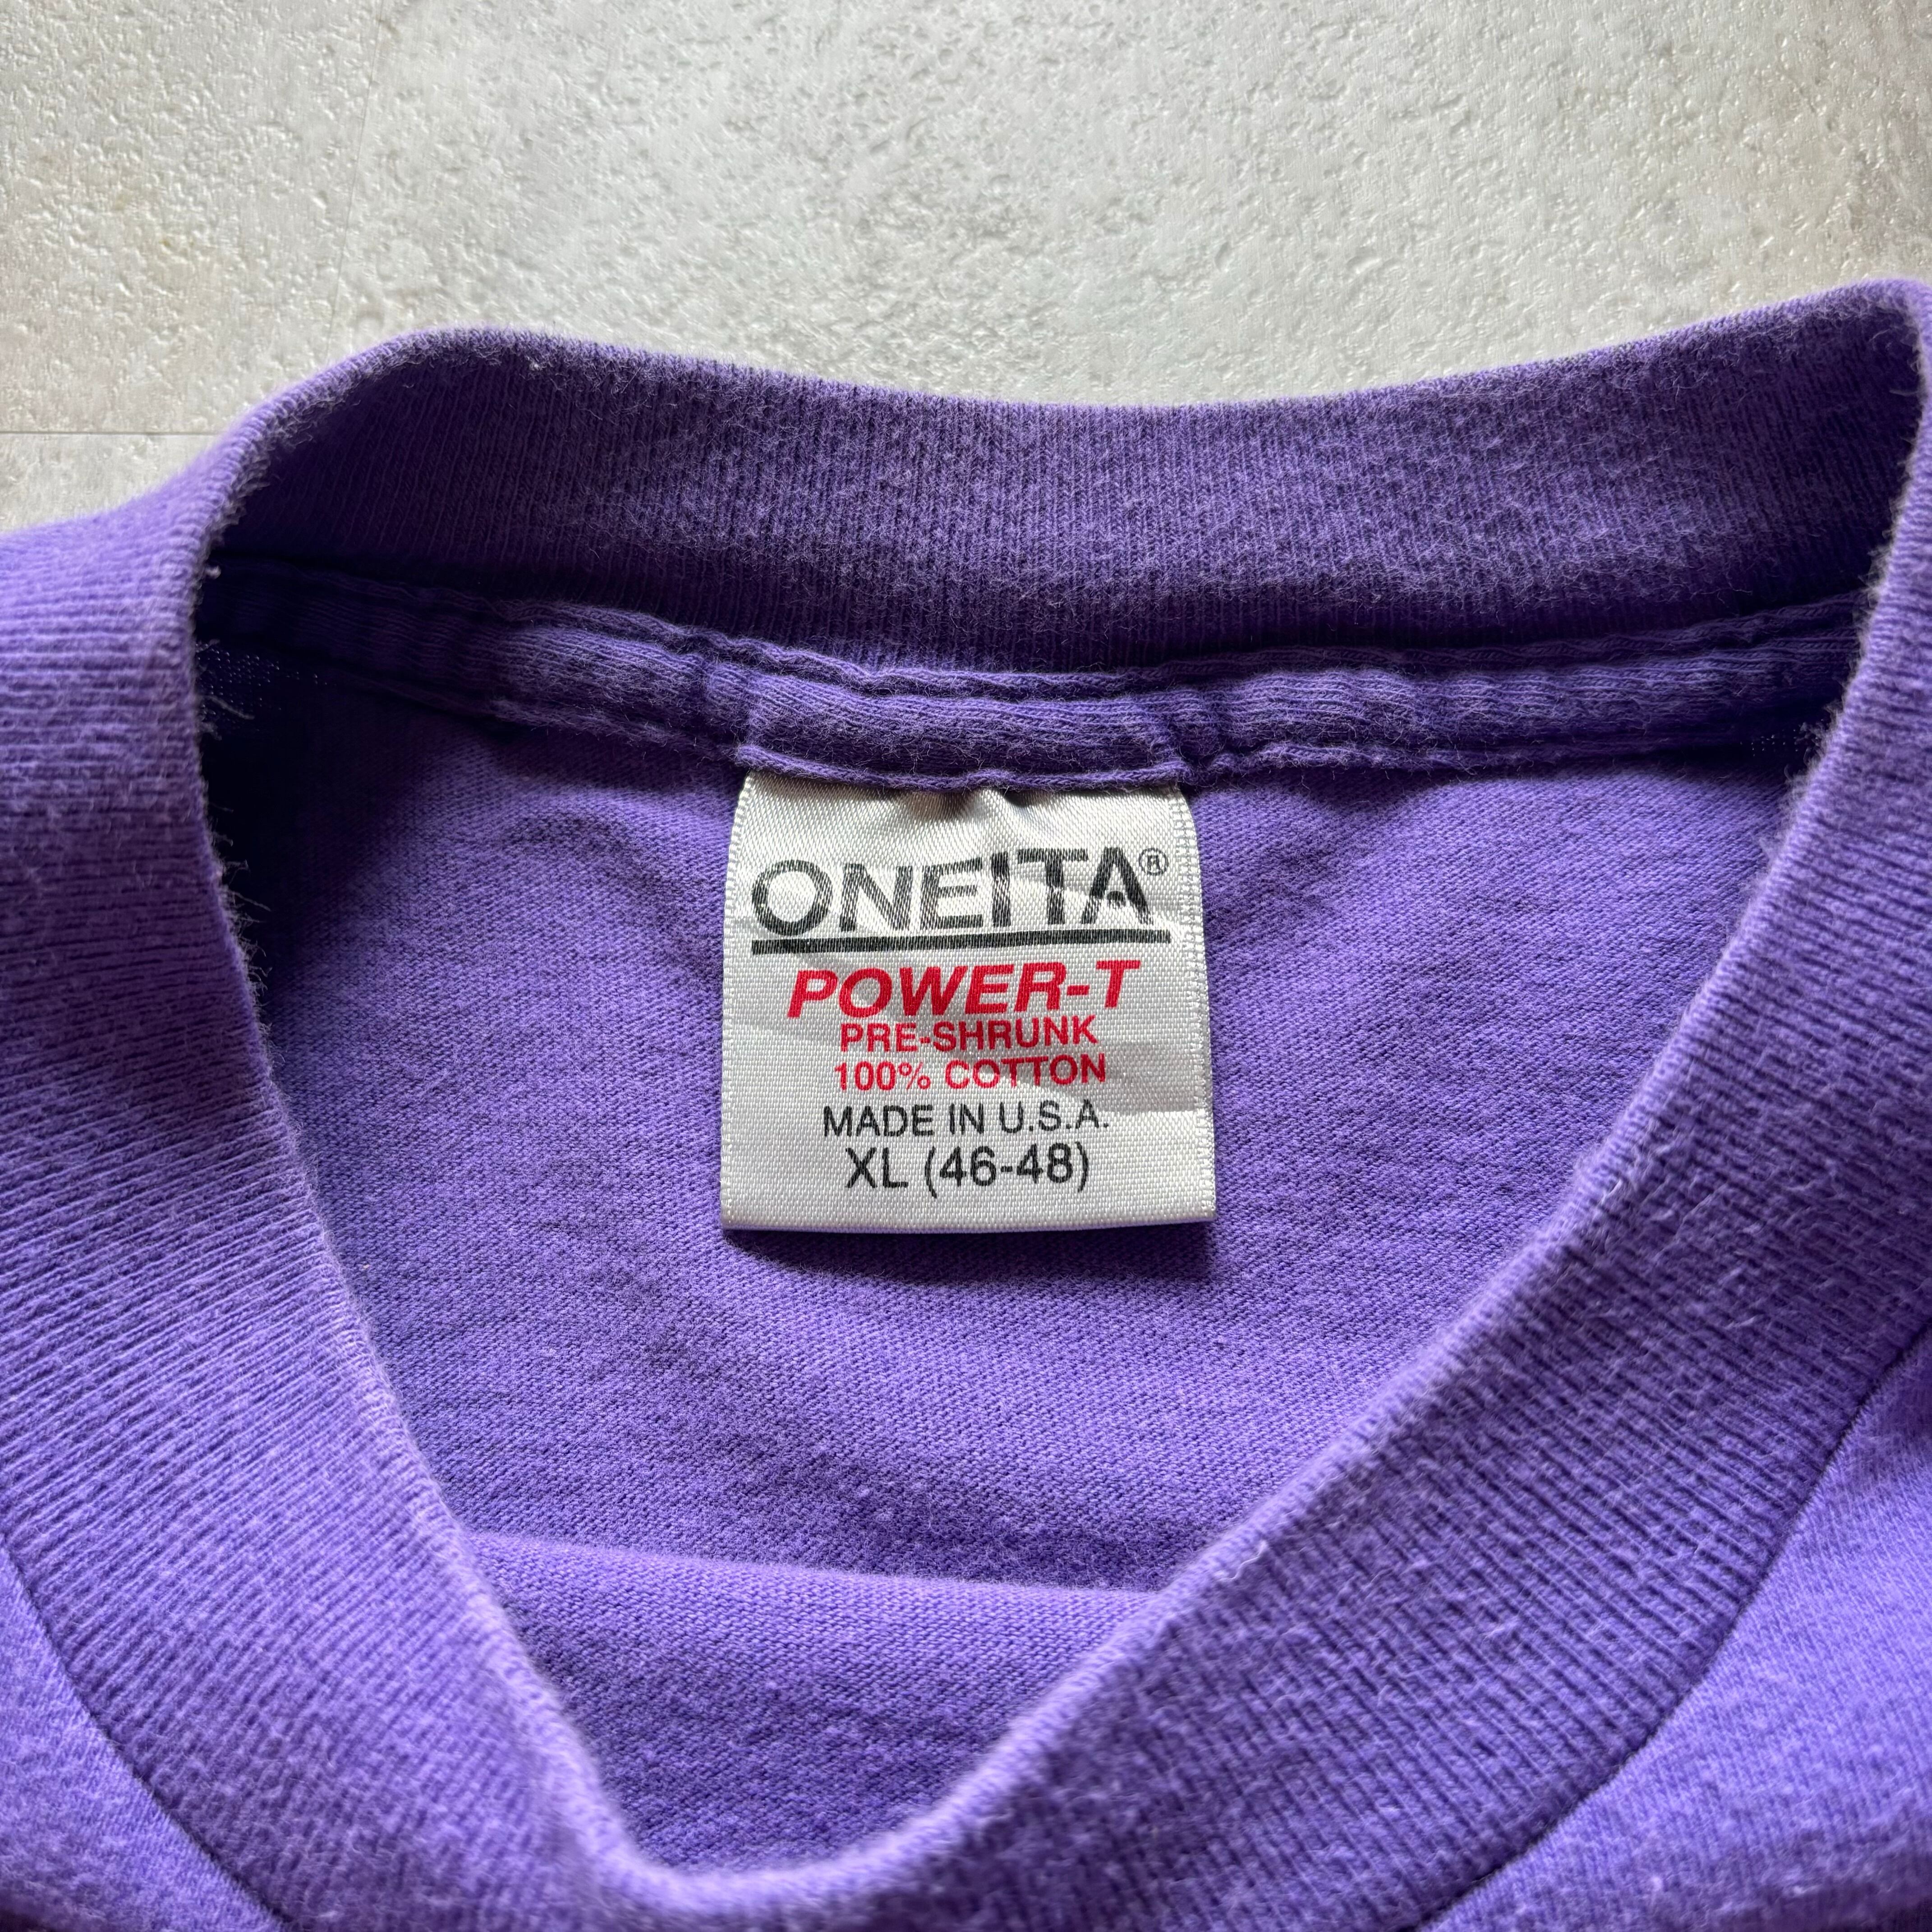 ONEITA®
POWER-T
PRE-SHRUNK
100% COTTON
MADE IN U.S.A.
XL (46-48)